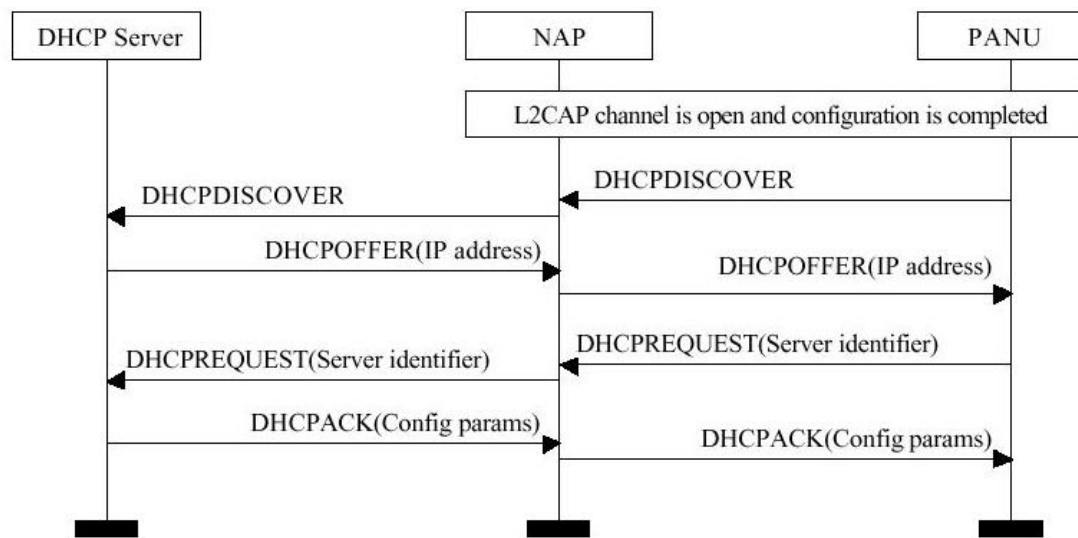 DHCP Server
NAP
PANU
L2CAP channel is open and configuration is completed
DHCPDISCOVER
DHCPDISCOVER
DHCPOFFER(IP address)
DHCPOFFER(IP address)
DHCPREQUEST(Server identifier)
DHCPREQUEST(Server identifier)
DHCPACK(Config params)
DHCPACK(Config params)